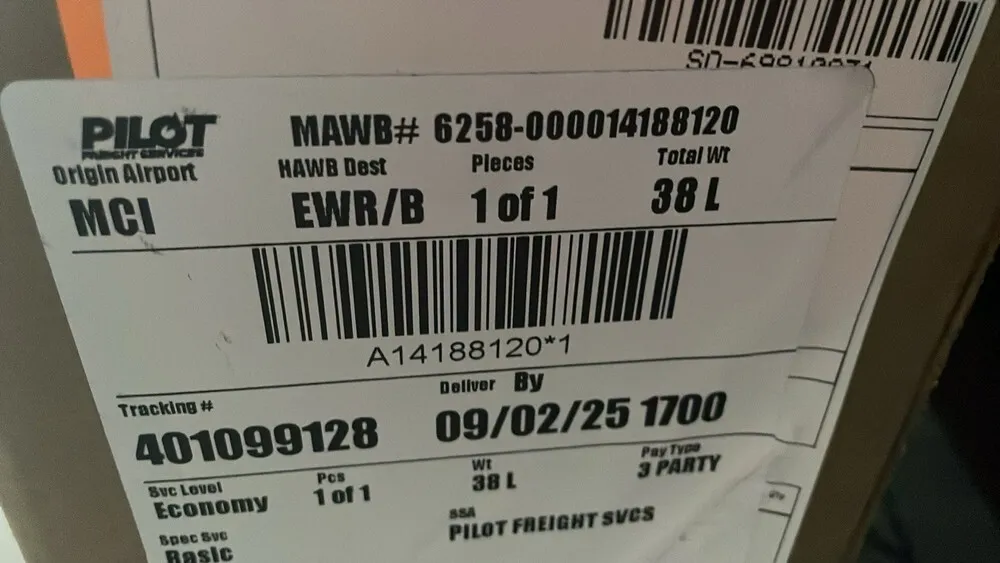 PILOT
FREIGHT SERVICES
MAWB# 6258-000014188120
Origin Airport
HAWB Dest
Pieces
Total Wt
MCI
EWR/B
1 of 1
38 L
A14188120*1
Tracking #
Deliver By
401099128
09/02/25 1700
Svc Level
Pcs
Wt
Pay Type
Economy
1 of 1
38 L
3 PARTY
Spec Svc
SSA
Basic
PILOT FREIGHT SVCS